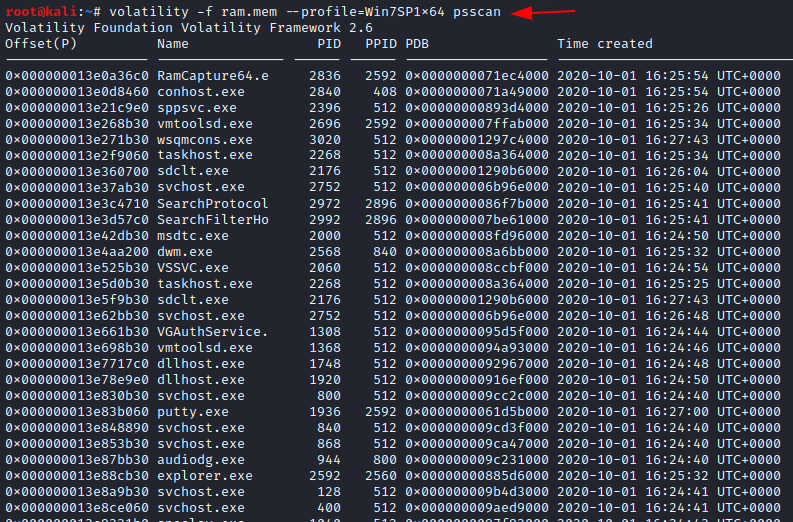 root@kali:~# volatility -f ram.mem --profile=Win7SP1×64 psscan
Volatility Foundation Volatility Framework 2.6
Offset(P) Name PID PPID PDB Time created
0×000000013e0a36c0 RamCapture64.e 2836 2592 0×0000000071ec4000 2020-10-01 16:25:54 UTC+0000
0×000000013e0d8460 conhost.exe 2840 408 0×0000000071a49000 2020-10-01 16:25:54 UTC+0000
0×000000013e21c9e0 sppsvc.exe 2396 512 0×00000000893d4000 2020-10-01 16:25:26 UTC+0000
0×000000013e268b30 vmtoolsd.exe 2696 2592 0×000000007ffab000 2020-10-01 16:25:34 UTC+0000
0×000000013e271b30 wsqmcons.exe 3020 512 0×00000001297c4000 2020-10-01 16:27:43 UTC+0000
0×000000013e2f9060 taskhost.exe 2268 512 0×000000008a364000 2020-10-01 16:25:34 UTC+0000
0×000000013e360700 sdclt.exe 2176 512 0×00000001290b6000 2020-10-01 16:26:04 UTC+0000
0×000000013e37ab30 svchost.exe 2752 512 0×000000006b96e000 2020-10-01 16:25:40 UTC+0000
0×000000013e3c4710 SearchProtocol 2972 2896 0×0000000086f7b000 2020-10-01 16:25:41 UTC+0000
0×000000013e3d57c0 SearchFilterHo 2992 2896 0×000000007be61000 2020-10-01 16:25:41 UTC+0000
0×000000013e42db30 msdtc.exe 2000 512 0×000000008fd96000 2020-10-01 16:24:50 UTC+0000
0×000000013e4aa200 dwm.exe 2568 840 0×000000008a6bb000 2020-10-01 16:25:32 UTC+0000
0×000000013e525b30 VSSVC.exe 2060 512 0×000000008ccbf000 2020-10-01 16:24:54 UTC+0000
0×000000013e5d0b30 taskhost.exe 2268 512 0×000000008a364000 2020-10-01 16:25:25 UTC+0000
0×000000013e5f9b30 sdclt.exe 2176 512 0×00000001290b6000 2020-10-01 16:27:43 UTC+0000
0×000000013e62bb30 svchost.exe 2752 512 0×000000006b96e000 2020-10-01 16:26:48 UTC+0000
0×000000013e661b30 VGAuthService. 1308 512 0×0000000095d5f000 2020-10-01 16:24:44 UTC+0000
0×000000013e698b30 vmtoolsd.exe 1368 512 0×0000000094a93000 2020-10-01 16:24:46 UTC+0000
0×000000013e7717c0 dllhost.exe 1748 512 0×0000000092967000 2020-10-01 16:24:48 UTC+0000
0×000000013e78e9e0 dllhost.exe 1920 512 0×00000000916ef000 2020-10-01 16:24:50 UTC+0000
0×000000013e830b30 svchost.exe 800 512 0×000000009cc2c000 2020-10-01 16:24:40 UTC+0000
0×000000013e83b060 putty.exe 1936 2592 0×0000000061d5b000 2020-10-01 16:27:00 UTC+0000
0×000000013e848890 svchost.exe 840 512 0×000000009cd3f000 2020-10-01 16:24:40 UTC+0000
0×000000013e853b30 svchost.exe 868 512 0×000000009ca47000 2020-10-01 16:24:40 UTC+0000
0×000000013e87bb30 audiodg.exe 944 800 0×000000009c231000 2020-10-01 16:24:40 UTC+0000
0×000000013e88cb30 explorer.exe 2592 2560 0×00000000885d6000 2020-10-01 16:25:32 UTC+0000
0×000000013e8a9b30 svchost.exe 128 512 0×000000009b4d3000 2020-10-01 16:24:41 UTC+0000
0×000000013e8ce060 svchost.exe 400 512 0×000000009aed9000 2020-10-01 16:24:41 UTC+0000